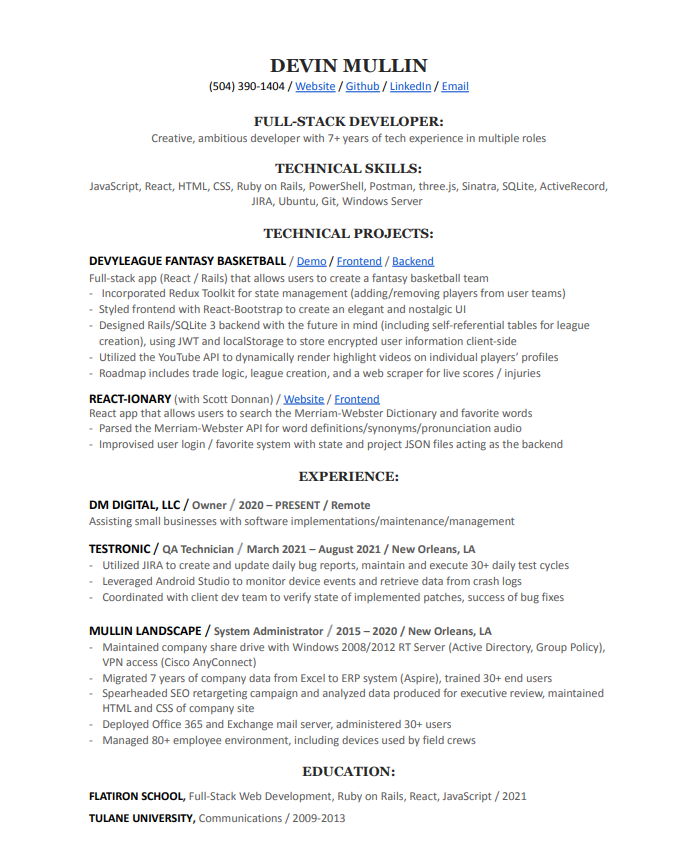 DEVIN MULLIN
(504) 390-1404 / Website / Github / LinkedIn / Email
FULL-STACK DEVELOPER:
Creative, ambitious developer with 7+ years of tech experience in multiple roles
TECHNICAL SKILLS:
JavaScript, React, HTML, CSS, Ruby on Rails, PowerShell, Postman, three.js, Sinatra, SQLite, ActiveRecord,
JIRA, Ubuntu, Git, Windows Server
TECHNICAL PROJECTS:
DEVYLEAGUE FANTASY BASKETBALL / Demo / Frontend / Backend
Full-stack app (React / Rails) that allows users to create a fantasy basketball team
- Incorporated Redux Toolkit for state management (adding/removing players from user teams)
- Styled frontend with React-Bootstrap to create an elegant and nostalgic UI
- Designed Rails/SQLite 3 backend with the future in mind (including self-referential tables for league
creation), using JWT and localStorage to store encrypted user information client-side
- Utilized the YouTube API to dynamically render highlight videos on individual players' profiles
- Roadmap includes trade logic, league creation, and a web scraper for live scores / injuries
REACT-IONARY (with Scott Donnan) / Website / Frontend
React app that allows users to search the Merriam-Webster Dictionary and favorite words
- Parsed the Merriam-Webster API for word definitions/synonyms/pronunciation audio
- Improvised user login / favorite system with state and project JSON files acting as the backend
EXPERIENCE:
DM DIGITAL, LLC / Owner / 2020 – PRESENT / Remote
Assisting small businesses with software implementations/maintenance/management
TESTRONIC / QA Technician / March 2021 – August 2021 / New Orleans, LA
- Utilized JIRA to create and update daily bug reports, maintain and execute 30+ daily test cycles
- Leveraged Android Studio to monitor device events and retrieve data from crash logs
- Coordinated with client dev team to verify state of implemented patches, success of bug fixes
MULLIN LANDSCAPE / System Administrator / 2015 – 2020 / New Orleans, LA
- Maintained company share drive with Windows 2008/2012 RT Server (Active Directory, Group Policy),
VPN access (Cisco AnyConnect)
- Migrated 7 years of company data from Excel to ERP system (Aspire), trained 30+ end users
- Spearheaded SEO retargeting campaign and analyzed data produced for executive review, maintained
HTML and CSS of company site
- Deployed Office 365 and Exchange mail server, administered 30+ users
- Managed 80+ employee environment, including devices used by field crews
EDUCATION:
FLATIRON SCHOOL, Full-Stack Web Development, Ruby on Rails, React, JavaScript / 2021
TULANE UNIVERSITY, Communications / 2009-2013